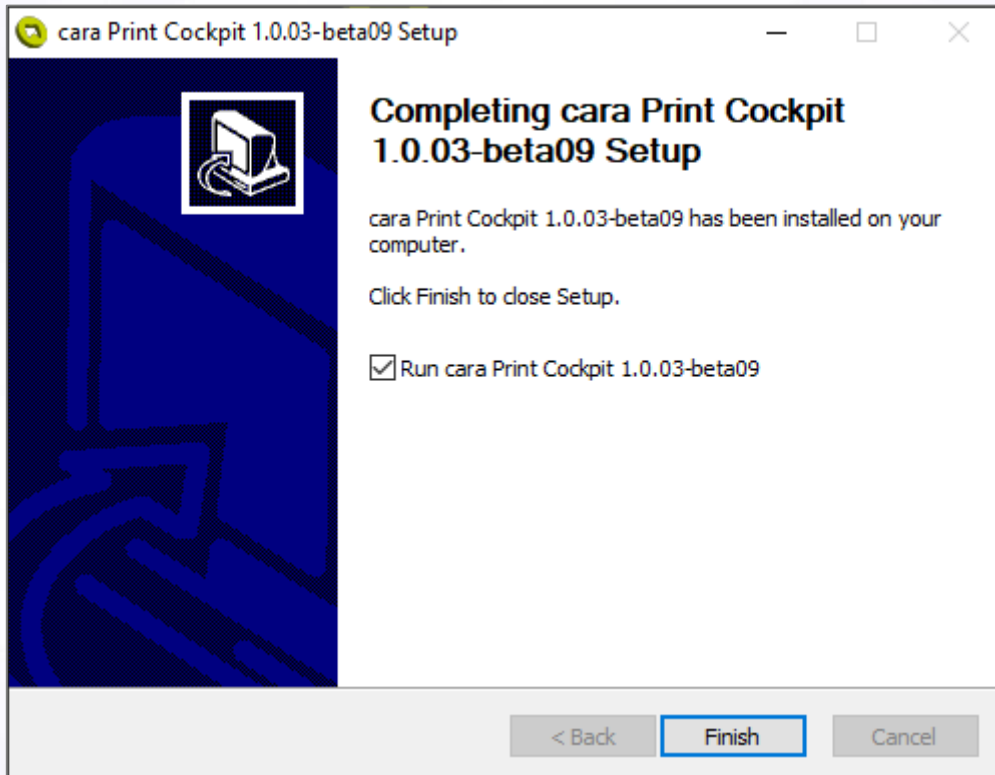 cara Print Cockpit 1.0.03-beta09 Setup
Completing cara Print Cockpit
1.0.03-beta09 Setup
cara Print Cockpit 1.0.03-beta09 has been installed on your
computer.
Click Finish to close Setup.
Run cara Print Cockpit 1.0.03-beta09
< Back
Finish
Cancel